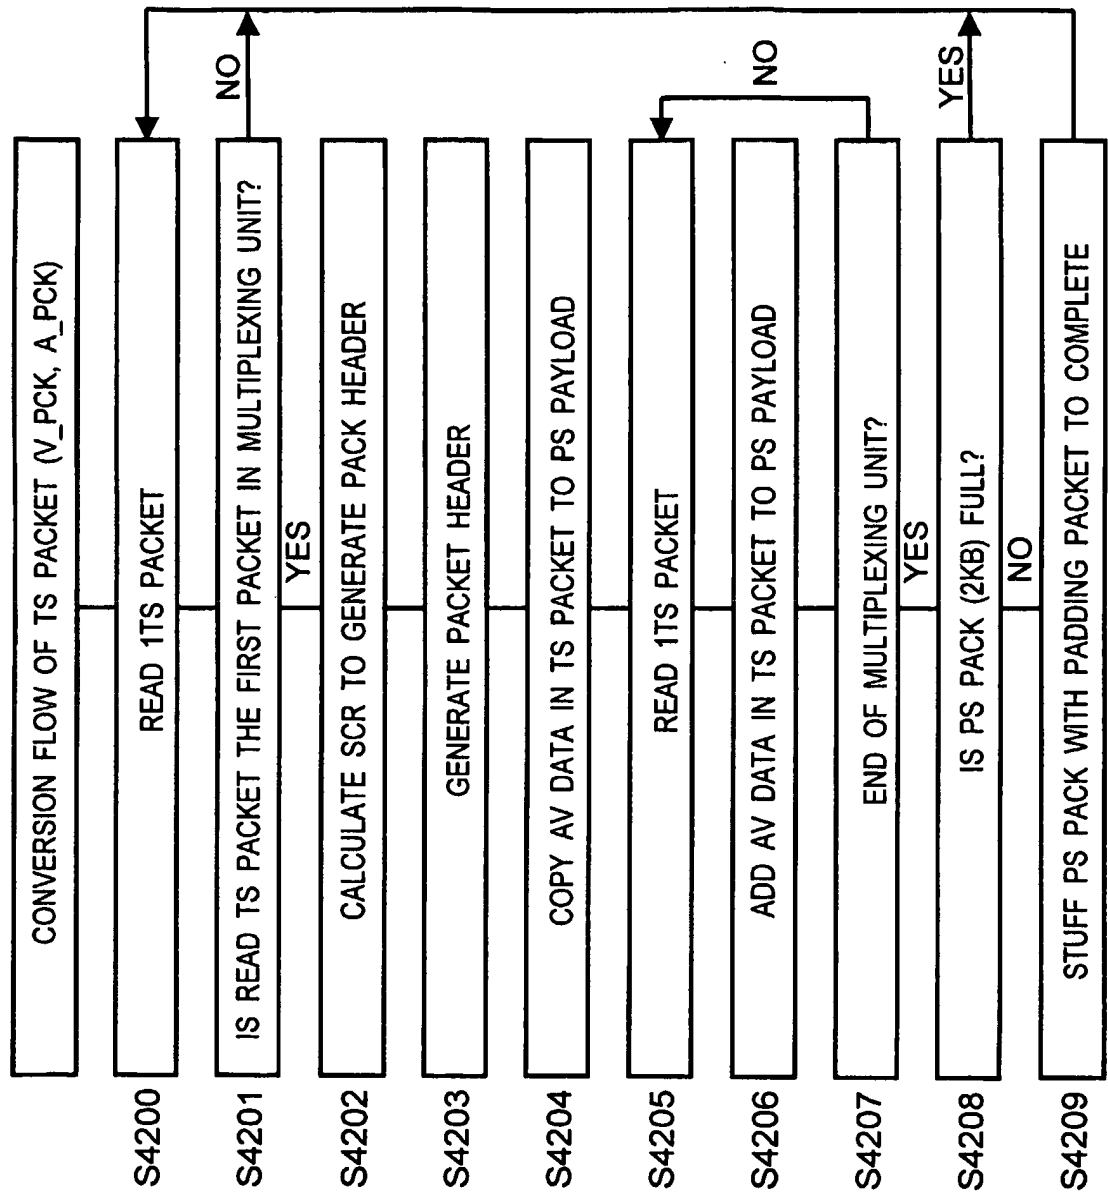 CONVERSION FLOW OF TS PACKET (V_PCK, A_PCK)
S4200
READ 1TS PACKET
S4201
IS READ TS PACKET THE FIRST PACKET IN MULTIPLEXING UNIT?
NO
YES
S4202
CALCULATE SCR TO GENERATE PACK HEADER
S4203
GENERATE PACKET HEADER
S4204
COPY AV DATA IN TS PACKET TO PS PAYLOAD
S4205
READ 1TS PACKET
S4206
ADD AV DATA IN TS PACKET TO PS PAYLOAD
NO
S4207
END OF MULTIPLEXING UNIT?
YES
S4208
IS PS PACK (2KB) FULL?
YES
NO
S4209
STUFF PS PACK WITH PADDING PACKET TO COMPLETE